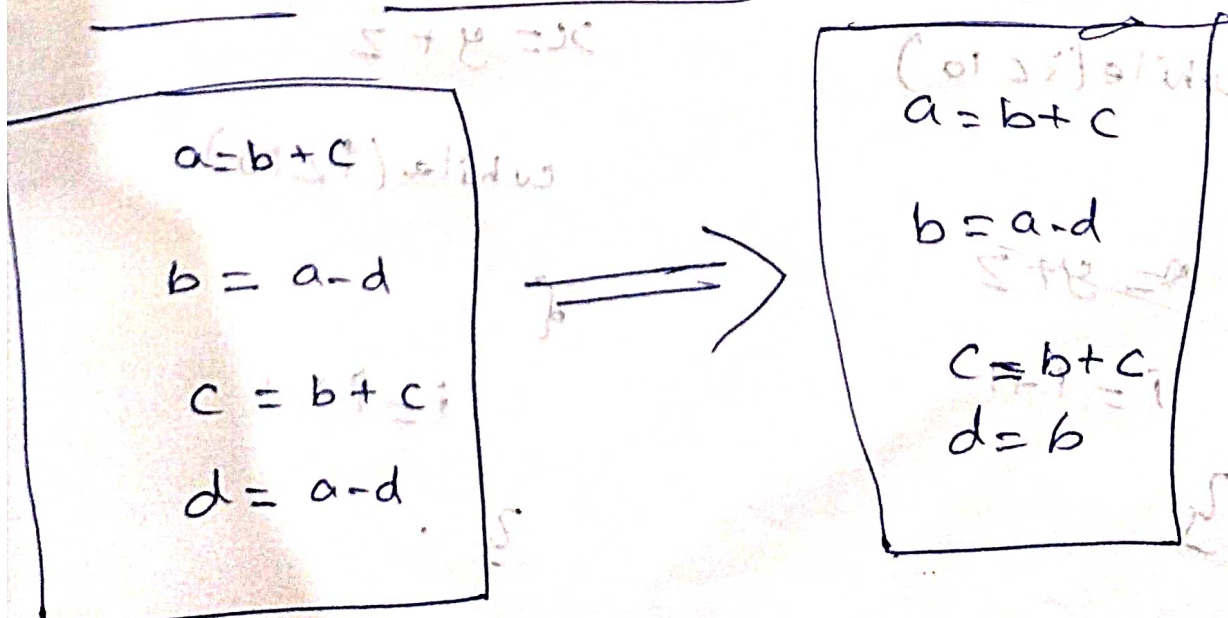 a=b+c
b = a-d
c = b+c
d = a-d
a=b+c
b=a-d
c=b+c
d=b